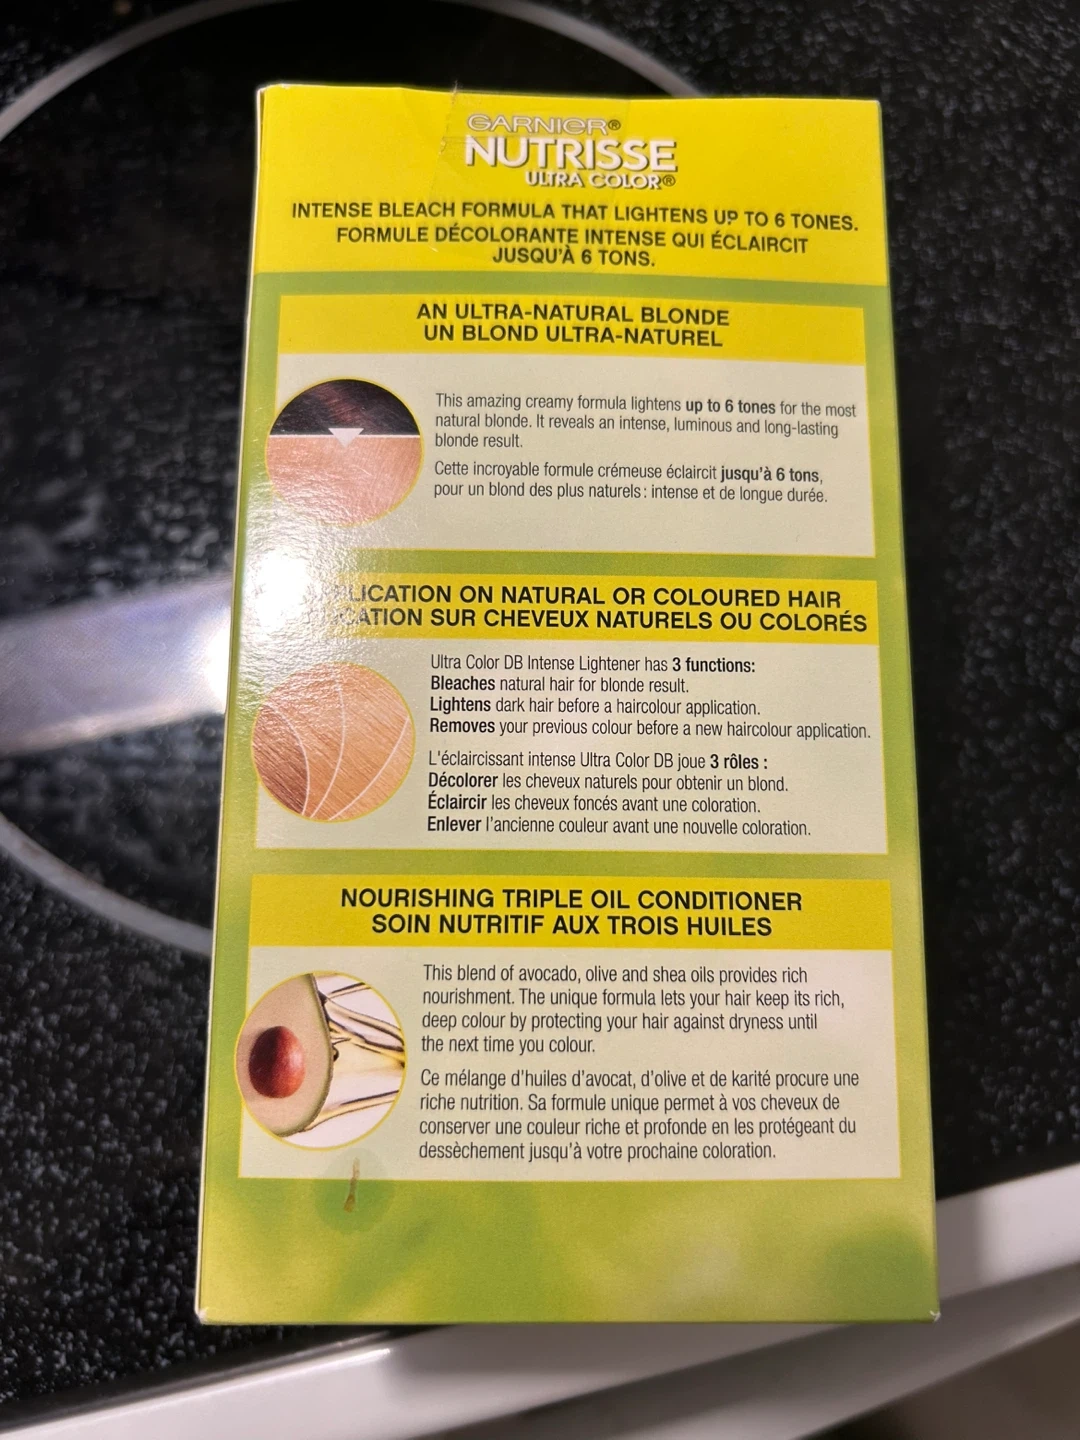 GARNIER®
NUTRISSE
ULTRA COLOR®
INTENSE BLEACH FORMULA THAT LIGHTENS UP TO 6 TONES.
FORMULE DÉCOLORANTE INTENSE QUI ÉCLAIRCIT
JUSQU'À 6 TONS.
AN ULTRA-NATURAL BLONDE
UN BLOND ULTRA-NATUREL
This amazing creamy formula lightens up to 6 tones for the most
natural blonde. It reveals an intense, luminous and long-lasting
blonde result.
Cette incroyable formule crémeuse éclaircit jusqu'à 6 tons,
pour un blond des plus naturels : intense et de longue durée.
ON NATURAL OR COLOURED HAIR
SUR CHEVEUX NATURELS OU COLORÉS
Ultra Color DB Intense Lightener has 3 functions:
Bleaches natural hair for blonde result.
Lightens dark hair before a haircolour application.
Removes your previous colour before a new haircolour application.
L'éclaircissant intense Ultra Color DB joue 3 rôles :
Décolorer les cheveux naturels pour obtenir un blond.
Éclaircir les cheveux foncés avant une coloration.
Enlever l'ancienne couleur avant une nouvelle coloration.
NOURISHING TRIPLE OIL CONDITIONER
SOIN NUTRITIF AUX TROIS HUILES
This blend of avocado, olive and shea oils provides rich
nourishment. The unique formula lets your hair keep its rich,
deep colour by protecting your hair against dryness until
the next time you colour.
Ce mélange d'huiles d'avocat, d'olive et de karité procure une
riche nutrition. Sa formule unique permet à vos cheveux de
conserver une couleur riche et profonde en les protégeant du
dessèchement jusqu'à votre prochaine coloration.